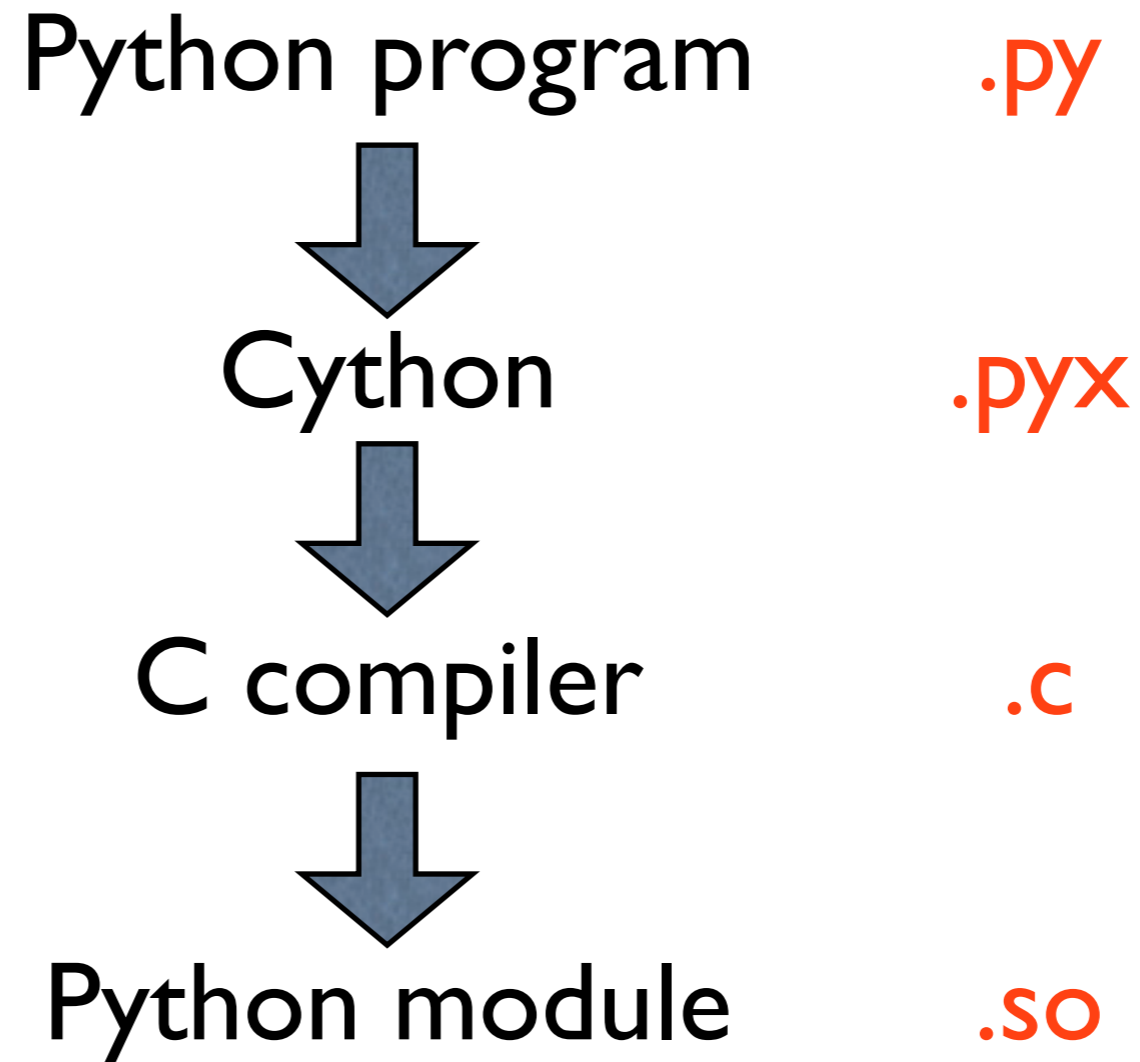 Python program .py
Cython .pyx
C compiler .c
Python module .so